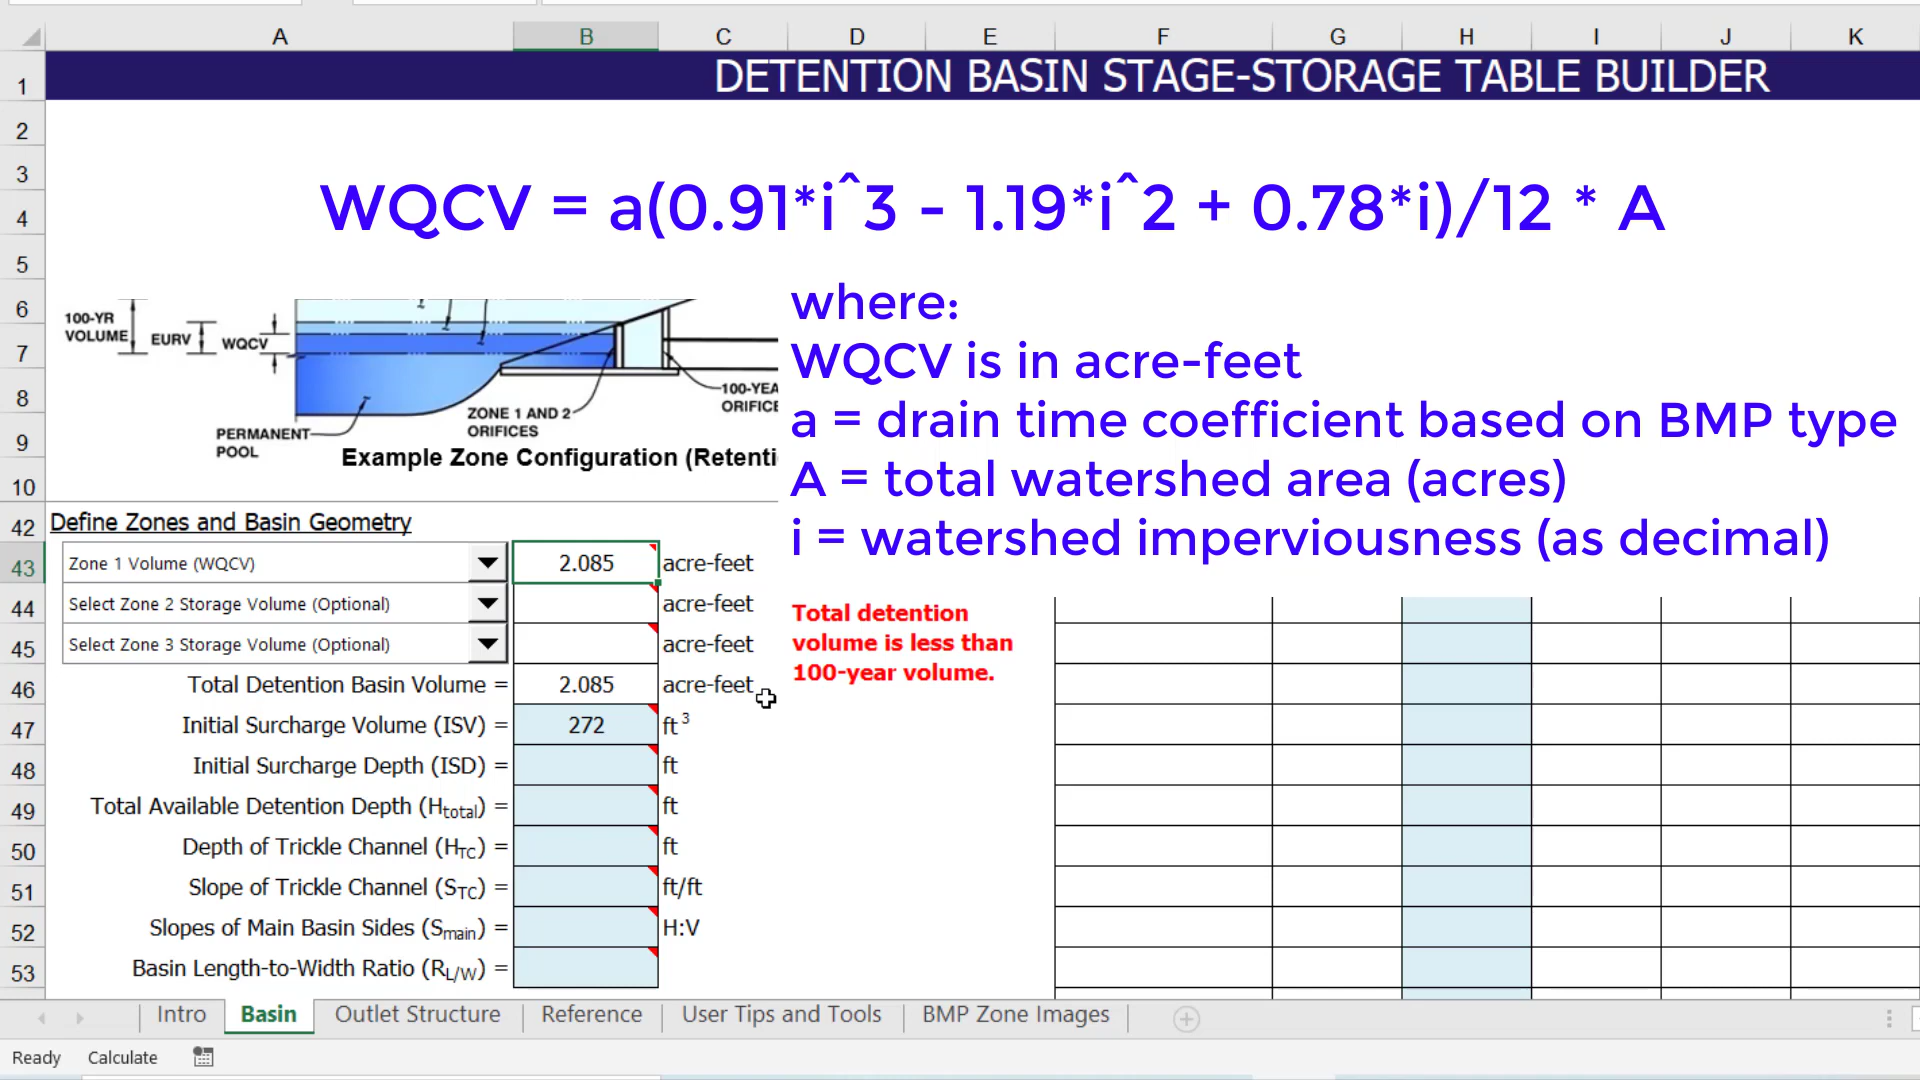 A B C D E F G H I J K
1 DETENTION BASIN STAGE-STORAGE TABLE BUILDER
2
3
4
5
6
7
8
9
10
WQCV = a(0.91*i^3 - 1.19*i^2 + 0.78*i)/12 * A
where:
WQCV is in acre-feet
a = drain time coefficient based on BMP type
A = total watershed area (acres)
i = watershed imperviousness (as decimal)
100-YR
VOLUME
EURV
WQCV
100-YEA
ORIFICE
ZONE 1 AND 2
ORIFICES
PERMANENT
POOL
Example Zone Configuration (Retenti
42 Define Zones and Basin Geometry
43 Zone 1 Volume (WQCV) 2.085 acre-feet
44 Select Zone 2 Storage Volume (Optional) acre-feet
45 Select Zone 3 Storage Volume (Optional) acre-feet
Total detention
volume is less than
100-year volume.
46 Total Detention Basin Volume = 2.085 acre-feet
47 Initial Surcharge Volume (ISV) = 272 ft 3
48 Initial Surcharge Depth (ISD) = ft
49 Total Available Detention Depth (Htotal) = ft
50 Depth of Trickle Channel (HTC) = ft
51 Slope of Trickle Channel (STC) = ft/ft
52 Slopes of Main Basin Sides (Smain) = H:V
53 Basin Length-to-Width Ratio (RL/W) =
Intro Basin Outlet Structure Reference User Tips and Tools BMP Zone Images
Ready Calculate